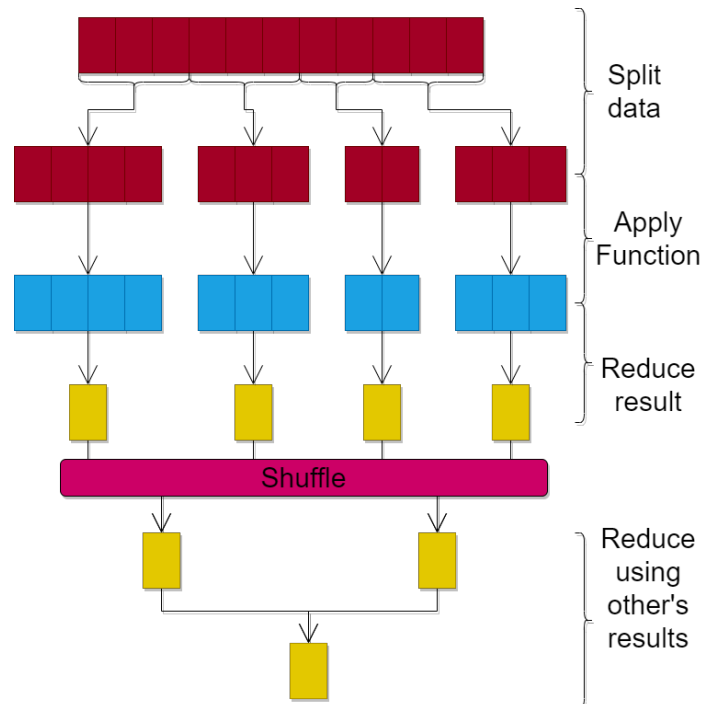 Split
data
Apply
Function
Reduce
result
Shuffle
Reduce
using
other's
results